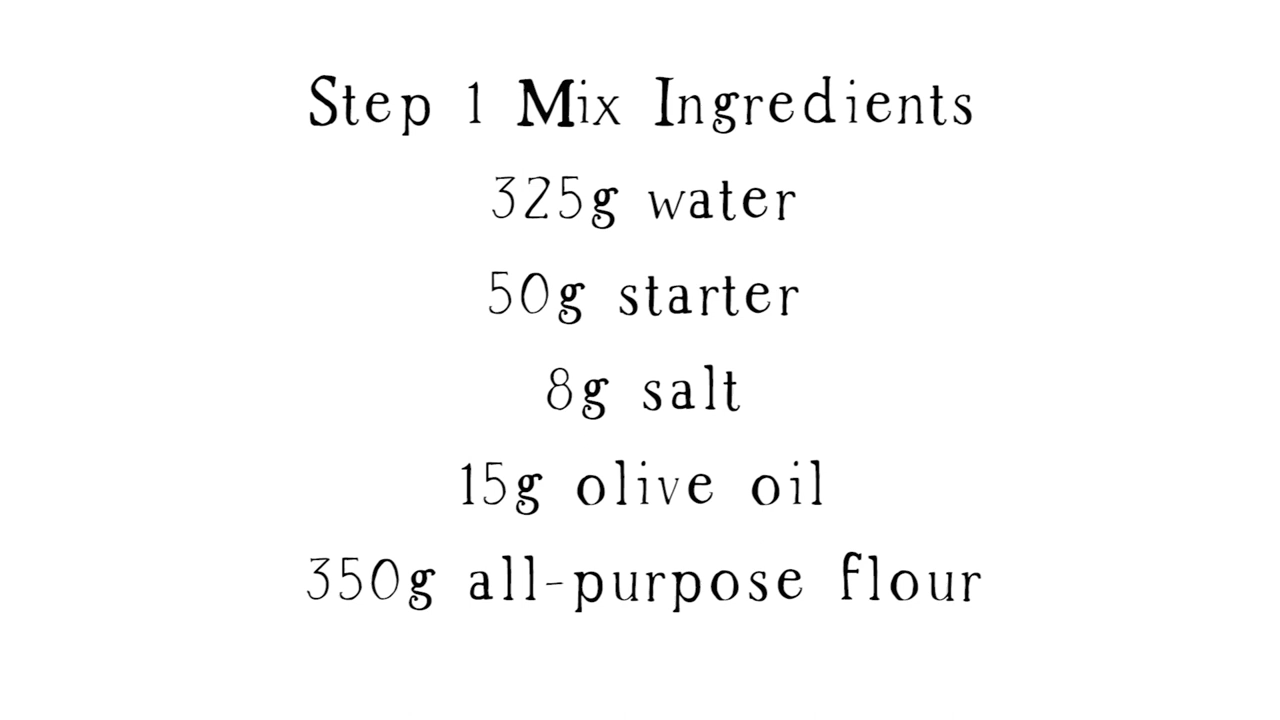 Step 1 Mix Ingredients
325g water
50g starter
8g salt
15g olive oil
350g all-purpose flour